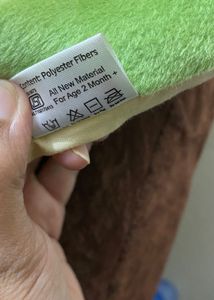 Content: Polyester Fibers
All New Material
For Age 2 Month +